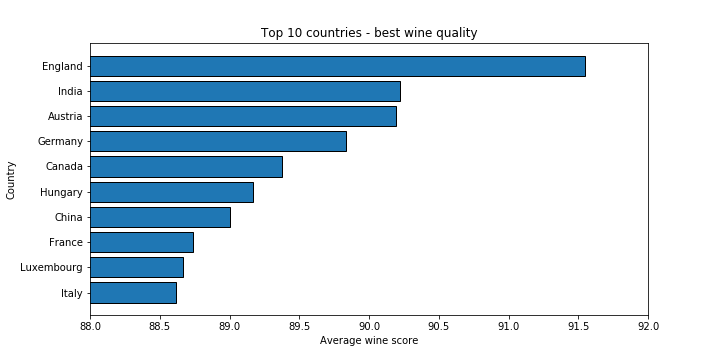 Top 10 countries - best wine quality
England
India
Austria
Germany
Canada
Hungary
China
France
Luxembourg
Italy
Country
88.0 88.5 89.0 89.5 90.0 90.5 91.0 91.5 92.0
Average wine score